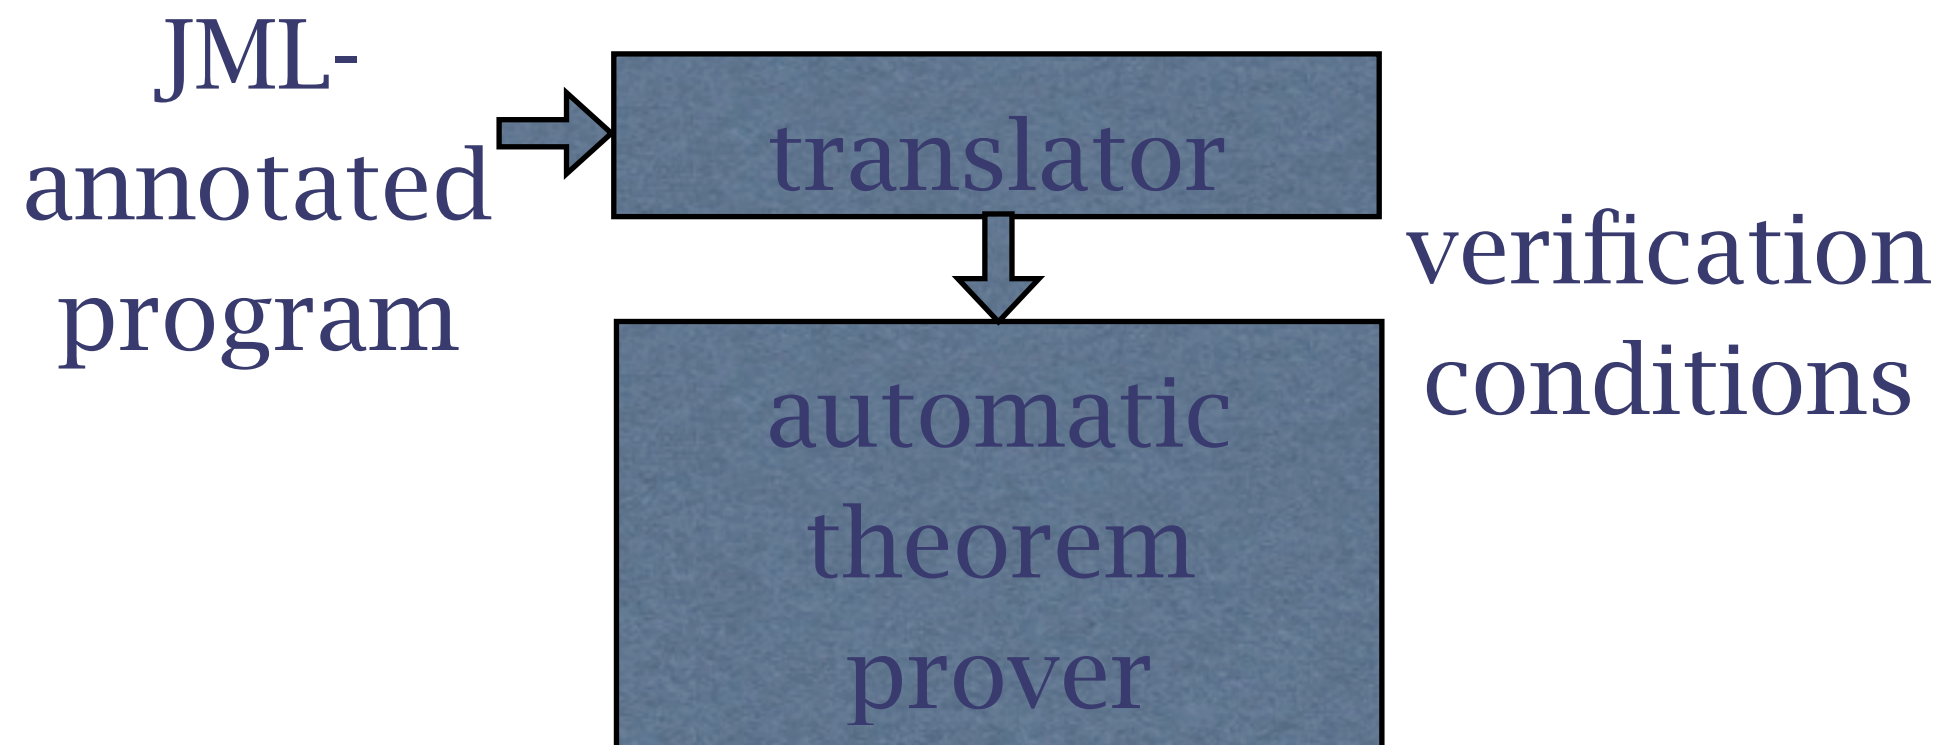 JML-
annotated
program
translator
verification
conditions
automatic
theorem
prover